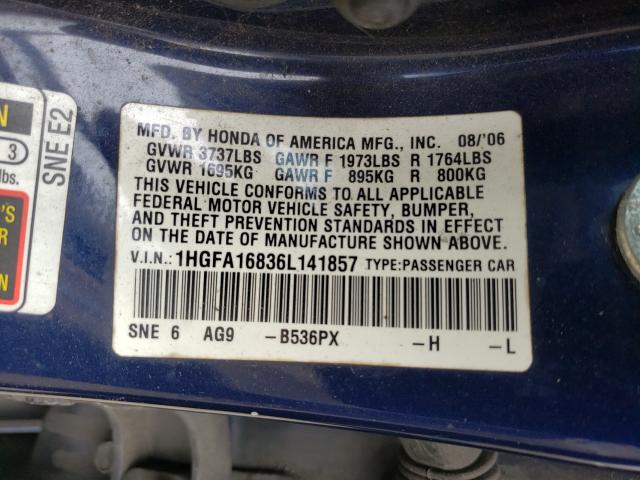 MFD. BY HONDA OF AMERICA MFG., INC. 08/'06
GVWR 3737LBS GAWR F 1973LBS R 1764LBS
GVWR 1695KG GAWR F 895KG R 800KG
THIS VEHICLE CONFORMS TO ALL APPLICABLE
FEDERAL MOTOR VEHICLE SAFETY, BUMPER,
AND THEFT PREVENTION STANDARDS IN EFFECT
ON THE DATE OF MANUFACTURE SHOWN ABOVE.
V.I.N.: 1HGFA16836L141857 TYPE:PASSENGER CAR
SNE 6 AG9 -B536PX -H -L
SNE E2
3
lbs.